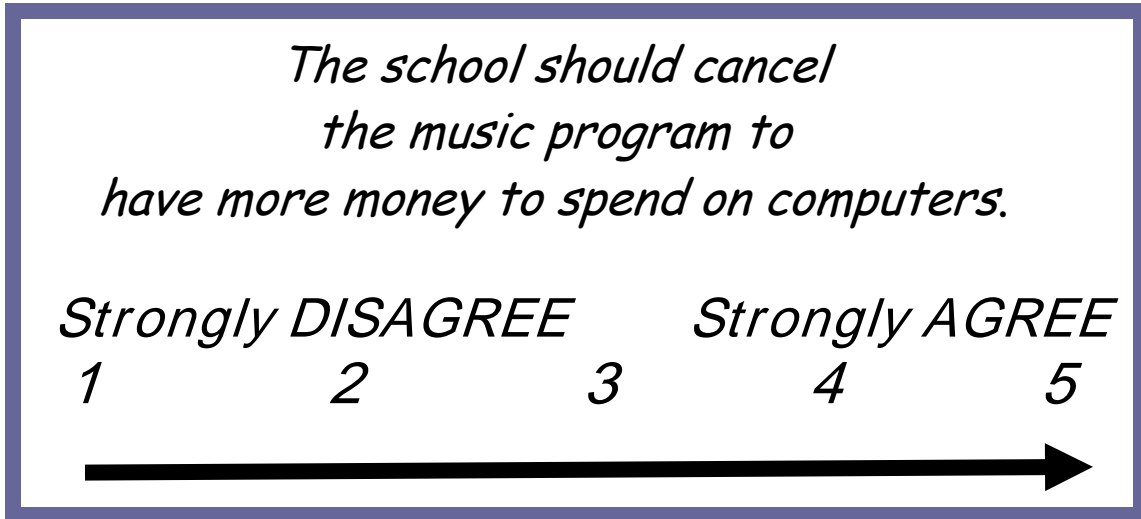 The school should cancel
the music program to
have more money to spend on computers.
Strongly DISAGREE Strongly AGREE
1 2 3 4 5